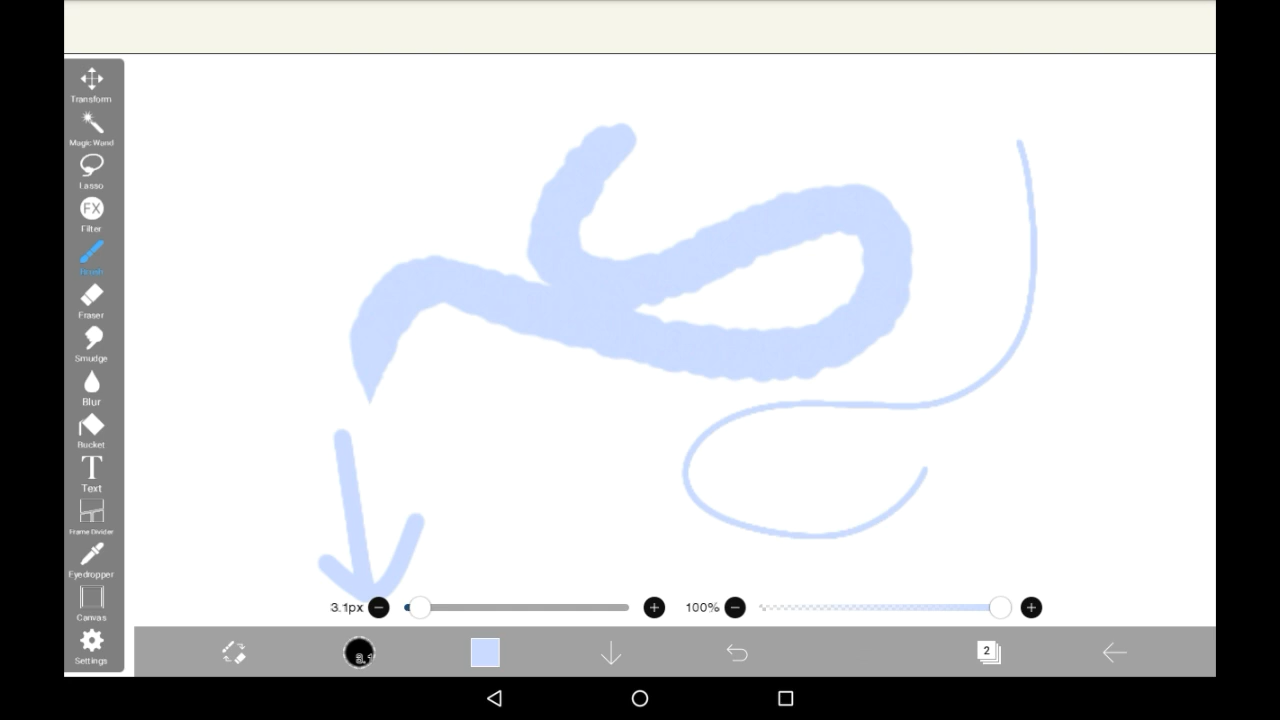 Transform
Magic Wand
Lasso
FX
Filter
Brush
Eraser
Smudge
Blur
Bucket
T
Text
Frame Divider
Eyedropper
Canvas
Settings
3.1px
100%
2